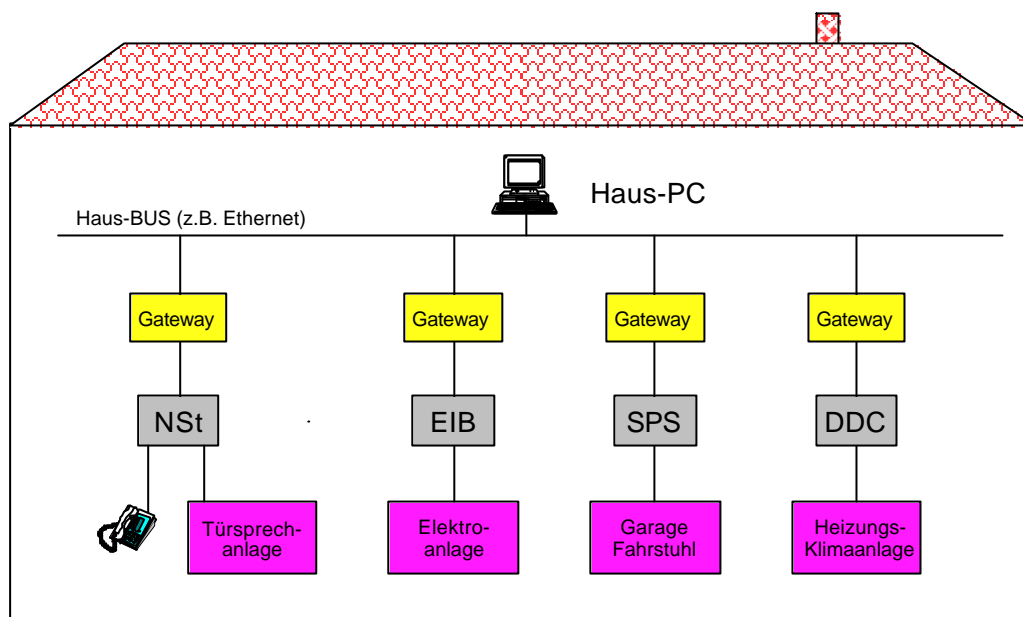 Haus-PC
Haus-BUS (z.B. Ethernet)
Gateway
Gateway
Gateway
Gateway
NSt
EIB
SPS
DDC
Türsprech-
anlage
Elektro-
anlage
Garage
Fahrstuhl
Heizungs-
Klimaanlage